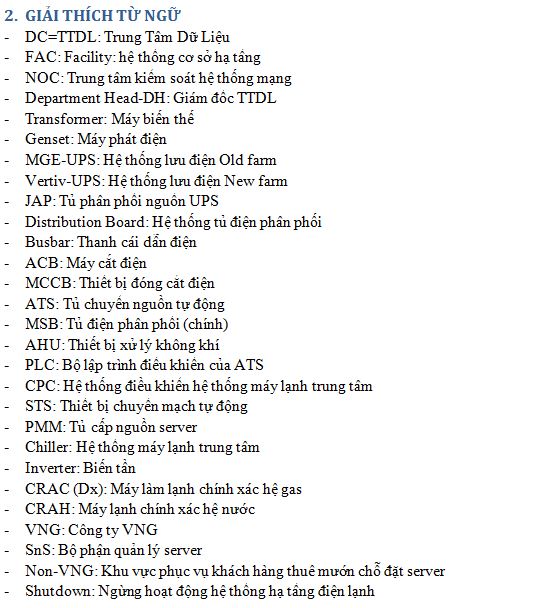 2. GIẢI THÍCH TỪ NGỮ
- DC=TTDL: Trung Tâm Dữ Liệu
- FAC: Facility: hệ thống cơ sở hạ tầng
- NOC: Trung tâm kiểm soát hệ thống mạng
- Department Head-DH: Giám đốc TTDL
- Transformer: Máy biến thế
- Genset: Máy phát điện
- MGE-UPS: Hệ thống lưu điện Old farm
- Vertiv-UPS: Hệ thống lưu điện New farm
- JAP: Tủ phân phối nguồn UPS
- Distribution Board: Hệ thống tủ điện phân phối
- Busbar: Thanh cái dẫn điện
- ACB: Máy cắt điện
- MCCB: Thiết bị đóng cắt điện
- ATS: Tủ chuyển nguồn tự động
- MSB: Tủ điện phân phối (chính)
- AHU: Thiết bị xử lý không khí
- PLC: Bộ lập trình điều khiển của ATS
- CPC: Hệ thống điều khiển hệ thống máy lạnh trung tâm
- STS: Thiết bị chuyển mạch tự động
- PMM: Tủ cấp nguồn server
- Chiller: Hệ thống máy lạnh trung tâm
- Inverter: Biến tần
- CRAC (Dx): Máy làm lạnh chính xác hệ gas
- CRAH: Máy lạnh chính xác hệ nước
- VNG: Công ty VNG
- SnS: Bộ phận quản lý server
- Non-VNG: Khu vực phục vụ khách hàng thuê mướn chỗ đặt server
- Shutdown: Ngừng hoạt động hệ thống hạ tầng điện lạnh